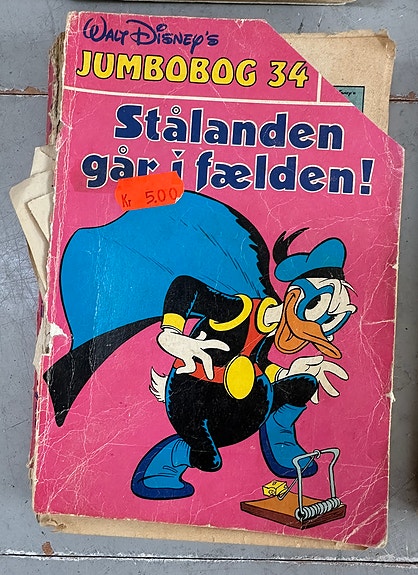 WALT DISNEY'S
JUMBOBOG 34
Stålanden
går i fælden!
Kr 5.00